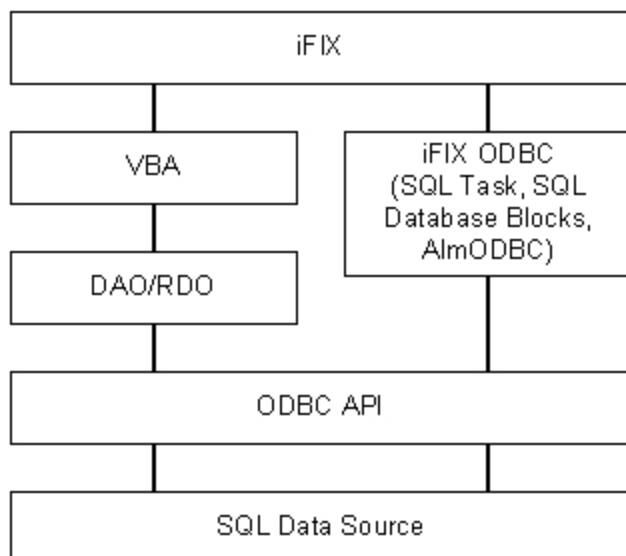 iFIX
VBA
iFIX ODBC
(SQL Task, SQL
Database Blocks,
AlmODBC)
DAO/RDO
ODBC API
SQL Data Source